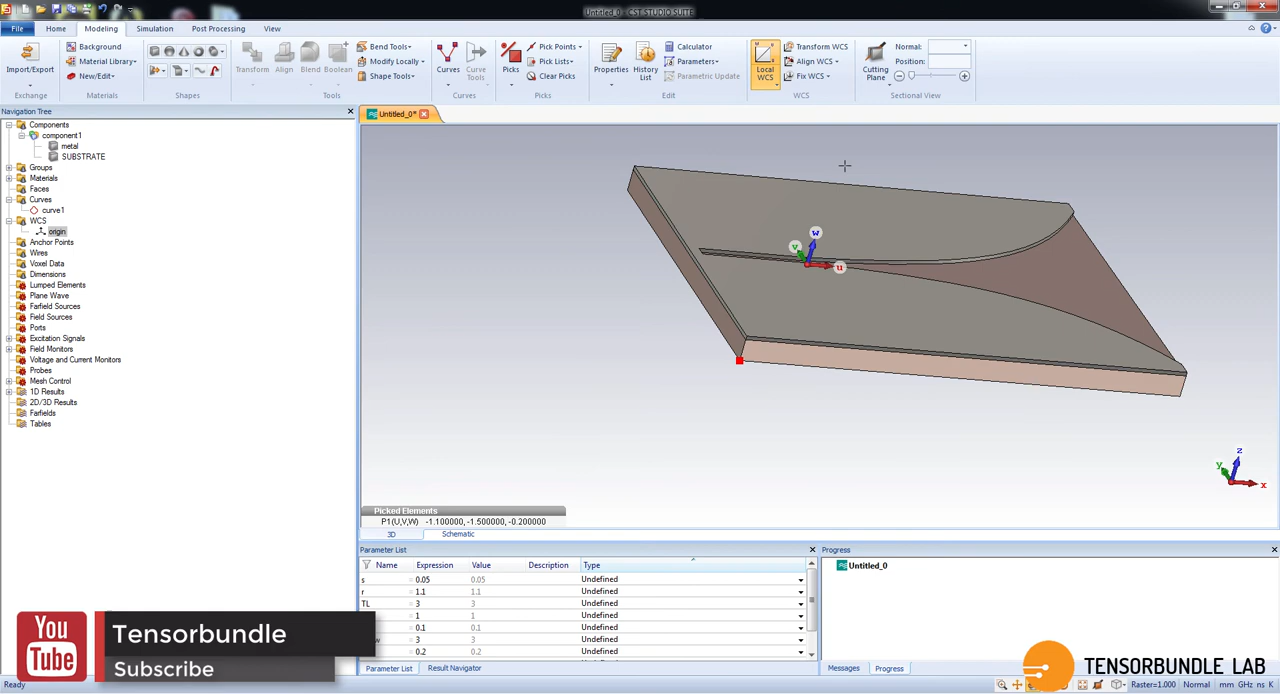 Untitled_0 - CST STUDIO SUITE
File Home Modeling Simulation Post Processing View
Import/Export
Exchange
Background
Material Library
New/Edit
Materials
Shapes
Transform Align Blend Boolean
Bend Tools
Modify Locally
Shape Tools
Tools
Curves Curve Tools
Curves
Picks
Pick Points
Pick Lists
Clear Picks
Picks
Properties History List
Calculator
Parameters
Parametric Update
Edit
Local WCS
Transform WCS
Align WCS
Fix WCS
WCS
Cutting Plane
Normal:
Position:
Sectional View
Navigation Tree
Untitled_0*
Components
component1
metal
SUBSTRATE
Groups
Materials
Faces
Curves
curve1
WCS
origin
Anchor Points
Wires
Voxel Data
Dimensions
Lumped Elements
Plane Wave
Farfield Sources
Field Sources
Ports
Excitation Signals
Field Monitors
Voltage and Current Monitors
Probes
Mesh Control
1D Results
2D/3D Results
Farfields
Tables
w
v
u
z
y
x
Picked Elements
P1(U,V,W) -1.100000, -1.500000, -0.200000
3D Schematic
Parameter List
Name Expression Value Description Type
s = 0.05 0.05 Undefined
r = 1.1 1.1 Undefined
TL = 3 3 Undefined
= 1 1 Undefined
= 0.1 0.1 Undefined
w = 3 3 Undefined
= 0.2 0.2 Undefined
Parameter List Result Navigator
Progress
Untitled_0
Messages Progress
You Tube
Tensorbundle
Subscribe
TENSORBUNDLE LAB
Ready
Raster=1.000 Normal mm GHz ns K